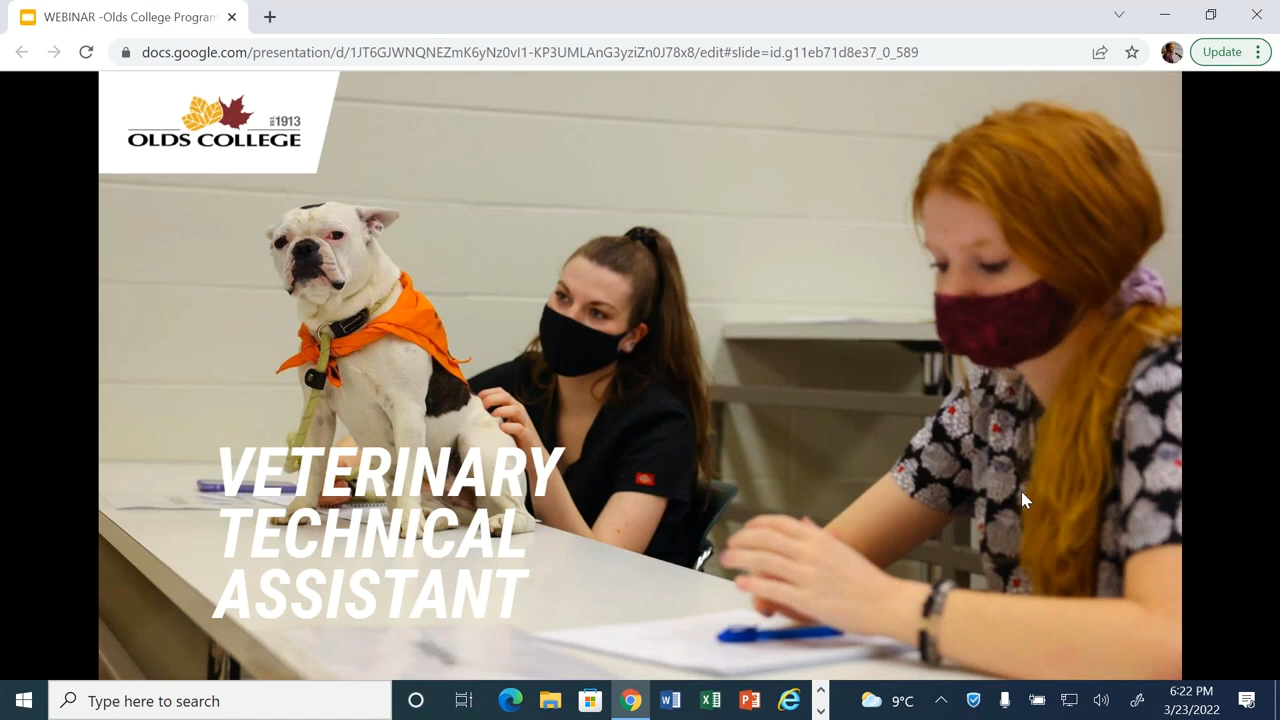 WEBINAR -Olds College Program
docs.google.com/presentation/d/1JT6GJWNQNEZmK6yNz0vI1-KP3UMLAnG3yziZn0J78x8/edit#slide=id.g11eb71d8e37_0_589
Update
EST. 1913
OLDS COLLEGE
VETERINARY
TECHNICAL
ASSISTANT
Type here to search
9°C
6:22 PM
3/23/2022